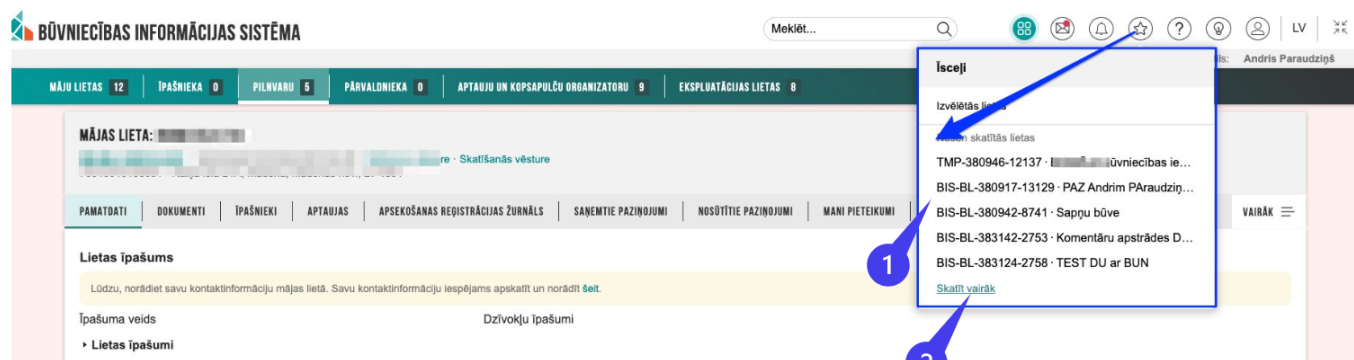 BŪVNIECĪBAS INFORMĀCIJAS SISTĒMA
Meklēt...
LV
Andris Paraudziņš
MĀJU LIETAS 12
ĪPAŠNIEKA 0
PILNVARU 5
PĀRVALDNIEKA 0
APTAUJU UN KOPSAPULČU ORGANIZATORU 9
EKSPLUATĀCIJAS LIETAS 8
Īsceļi
Izvēlētās
skatītās lietas
TMP-380946-12137 · ūvniecības ie...
BIS-BL-380917-13129 · PAZ Andrim PAraudziņ...
BIS-BL-380942-8741 · Sapņu būve
BIS-BL-383142-2753 · Komentāru apstrādes D...
BIS-BL-383124-2758 · TEST DU ar BUN
Skatīt vairāk
MĀJAS LIETA:
re · Skatīšanās vēsture
PAMATDATI
DOKUMENTI
ĪPAŠNIEKI
APTAUJAS
APSEKOŠANAS REĢISTRĀCIJAS ŽURNĀLS
SAŅEMTIE PAZIŅOJUMI
NOSŪTĪTIE PAZIŅOJUMI
MANI PIETEIKUMI
VAIRĀK
1
Lietas īpašums
Lūdzu, norādiet savu kontaktinformāciju mājas lietā. Savu kontaktinformāciju iespējams apskatīt un norādīt šeit.
Īpašuma veids
Dzīvokļu īpašumi
Lietas īpašumi